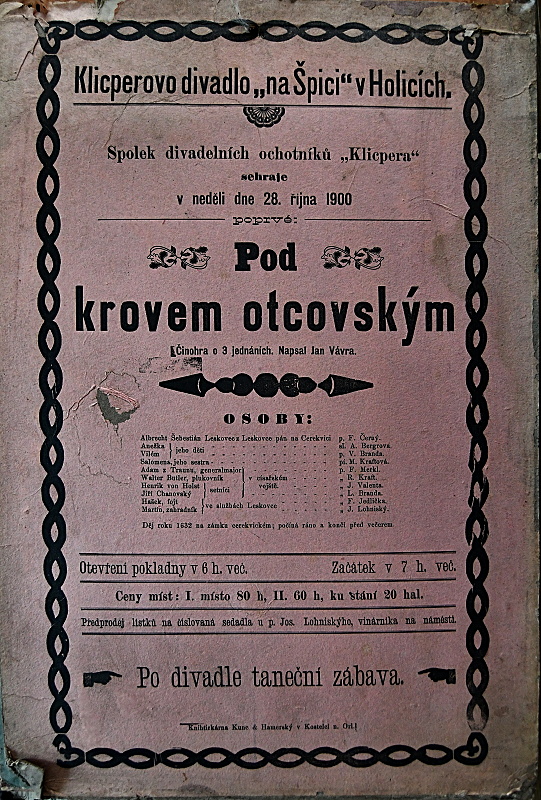 Klicperovo divadlo „na Špici“ v Holicích.
Spolek divadelních ochotníků „Klicpera“
sehraje
v neděli dne 28. října 1900
poprvé:
Pod
krovem otcovským
Činohra o 3 jednáních. Napsal Jan Vávra.
OSOBY:
Albrecht Šebestián Leskovec z Leskovce pán na Cerekvici p. F. Černý.
Anežka } jeho děti sl. A. Bergrová.
Vilém p. V. Branda.
Salomena, jeho sestra pí. M. Kraftová.
Adam z Traunu, generalmajor p. F. Merkl.
Walter Butler, plukovník } v císařském „ R. Kraft.
Henrik von Holst } setníci vojště. „ J. Valenta.
Jiří Chanovský „ L. Branda.
Hašek, fojt } ve službách Leskovce „ F. Jedlička.
Martin, zahradník „ J. Lohniský.
Děj roku 1632 na zámku cerekvickém; počíná ráno a končí před večerem
Otevření pokladny v 6 h. več. Začátek v 7 h. več.
Ceny míst: I. místo 80 h, II. 60 h, ku stání 20 hal.
Předprodej lístků na číslovaná sedadla u p. Jos. Lohniského, vinárníka na náměstí.
Po divadle taneční zábava.
Knihtiskárna Kunc & Hamerský v Kostelci n. Orl.